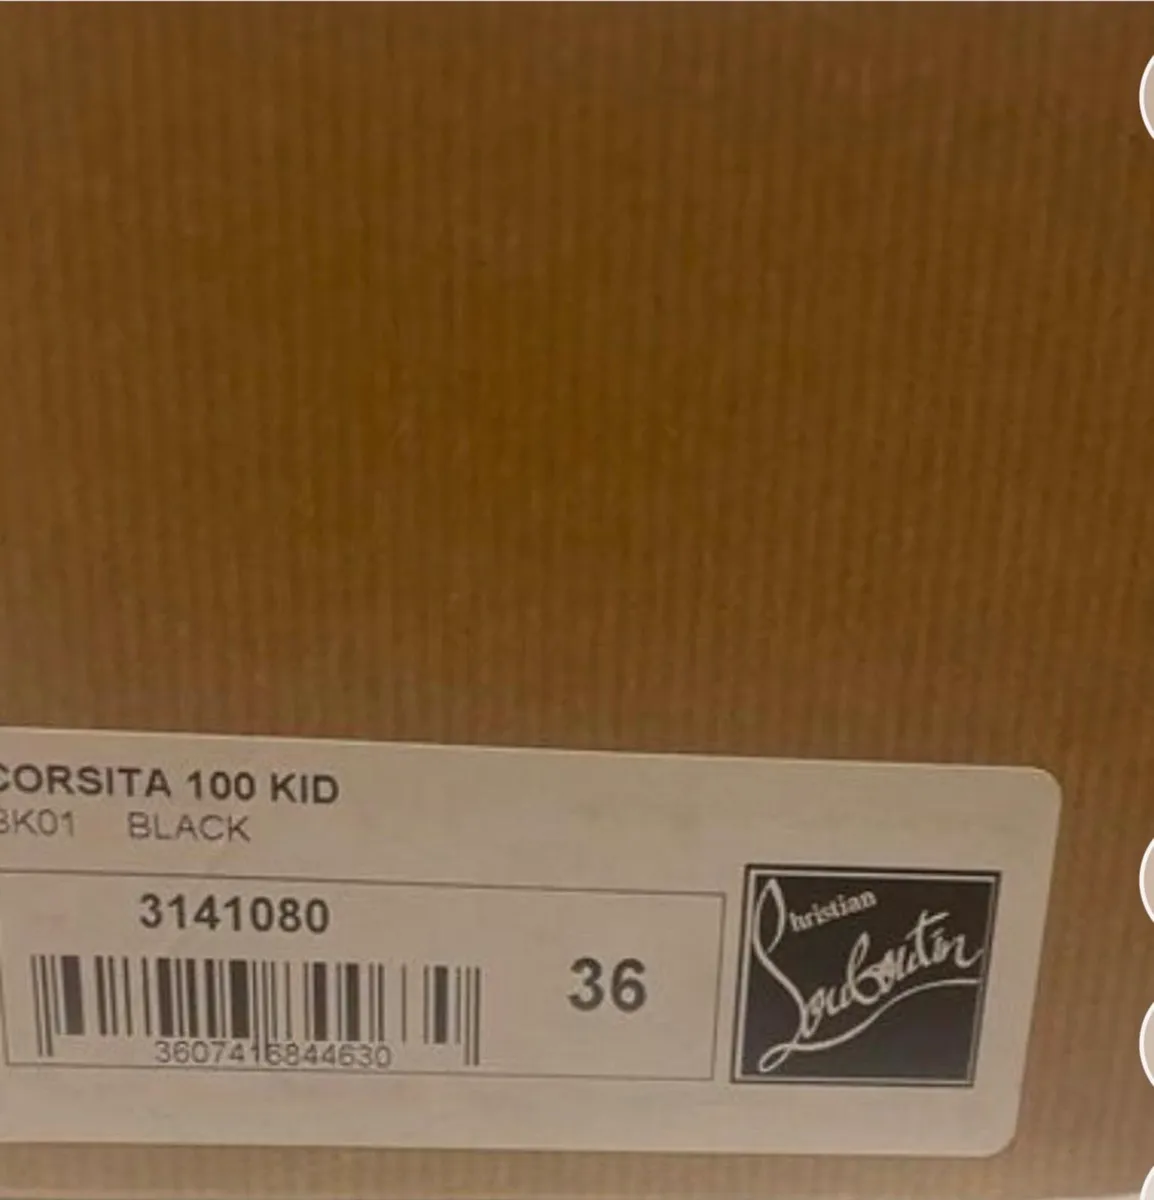 CORSITA 100 KID
BK01 BLACK
3141080
36
3607416844630
Christian
Louboutin